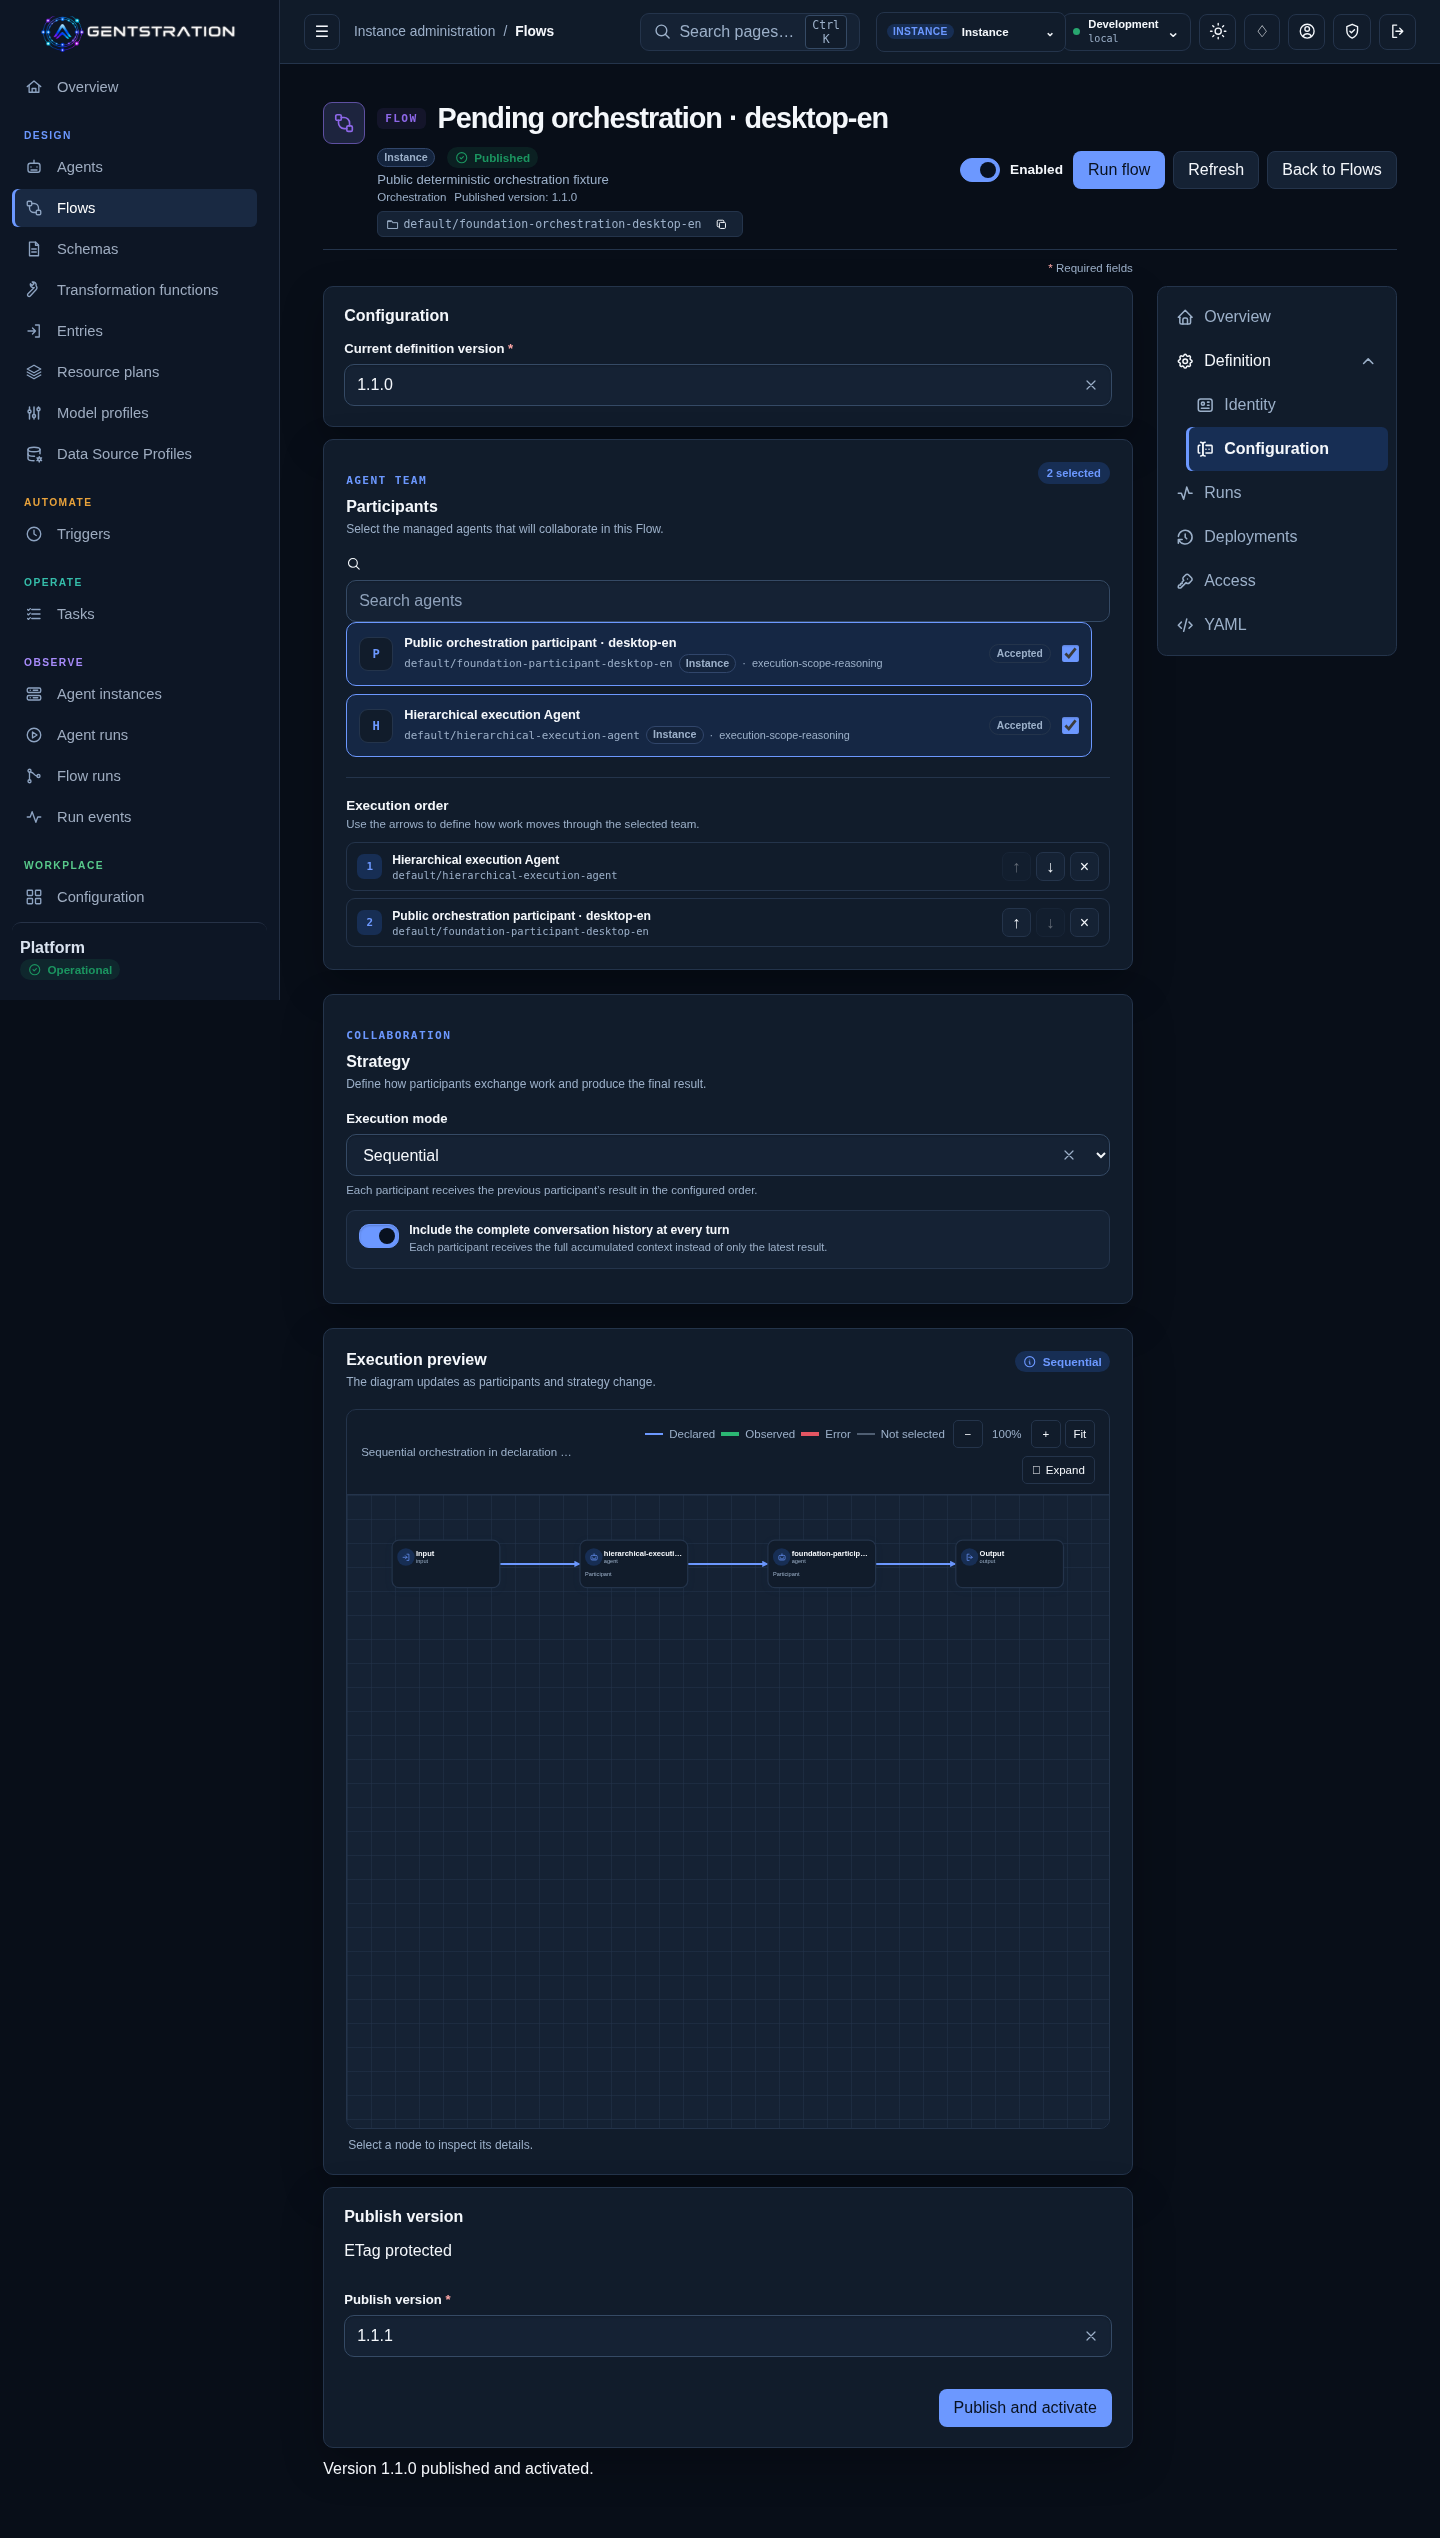 GENTSTRATION
☰
Instance administration / Flows
Search pages…
Ctrl
K
INSTANCE Instance
Development
local
Overview
DESIGN
Agents
Flows
Schemas
Transformation functions
Entries
Resource plans
Model profiles
Data Source Profiles
AUTOMATE
Triggers
OPERATE
Tasks
OBSERVE
Agent instances
Agent runs
Flow runs
Run events
WORKPLACE
Configuration
Platform
Operational
FLOW Pending orchestration · desktop-en
Instance Published
Public deterministic orchestration fixture
Orchestration Published version: 1.1.0
default/foundation-orchestration-desktop-en
Enabled
Run flow
Refresh
Back to Flows
* Required fields
Configuration
Current definition version *
1.1.0
AGENT TEAM
2 selected
Participants
Select the managed agents that will collaborate in this Flow.
Search agents
P
Public orchestration participant · desktop-en
default/foundation-participant-desktop-en Instance · execution-scope-reasoning
Accepted
H
Hierarchical execution Agent
default/hierarchical-execution-agent Instance · execution-scope-reasoning
Accepted
Execution order
Use the arrows to define how work moves through the selected team.
1
Hierarchical execution Agent
default/hierarchical-execution-agent
↑ ↓ ×
2
Public orchestration participant · desktop-en
default/foundation-participant-desktop-en
↑ ↓ ×
COLLABORATION
Strategy
Define how participants exchange work and produce the final result.
Execution mode
Sequential
Each participant receives the previous participant's result in the configured order.
Include the complete conversation history at every turn
Each participant receives the full accumulated context instead of only the latest result.
Execution preview
Sequential
The diagram updates as participants and strategy change.
Sequential orchestration in declaration …
Declared Observed Error Not selected − 100% + Fit
Expand
Input
input
hierarchical-executi…
agent
Participant
foundation-particip…
agent
Participant
Output
output
Select a node to inspect its details.
Publish version
ETag protected
Publish version *
1.1.1
Publish and activate
Version 1.1.0 published and activated.
Overview
Definition
Identity
Configuration
Runs
Deployments
Access
YAML